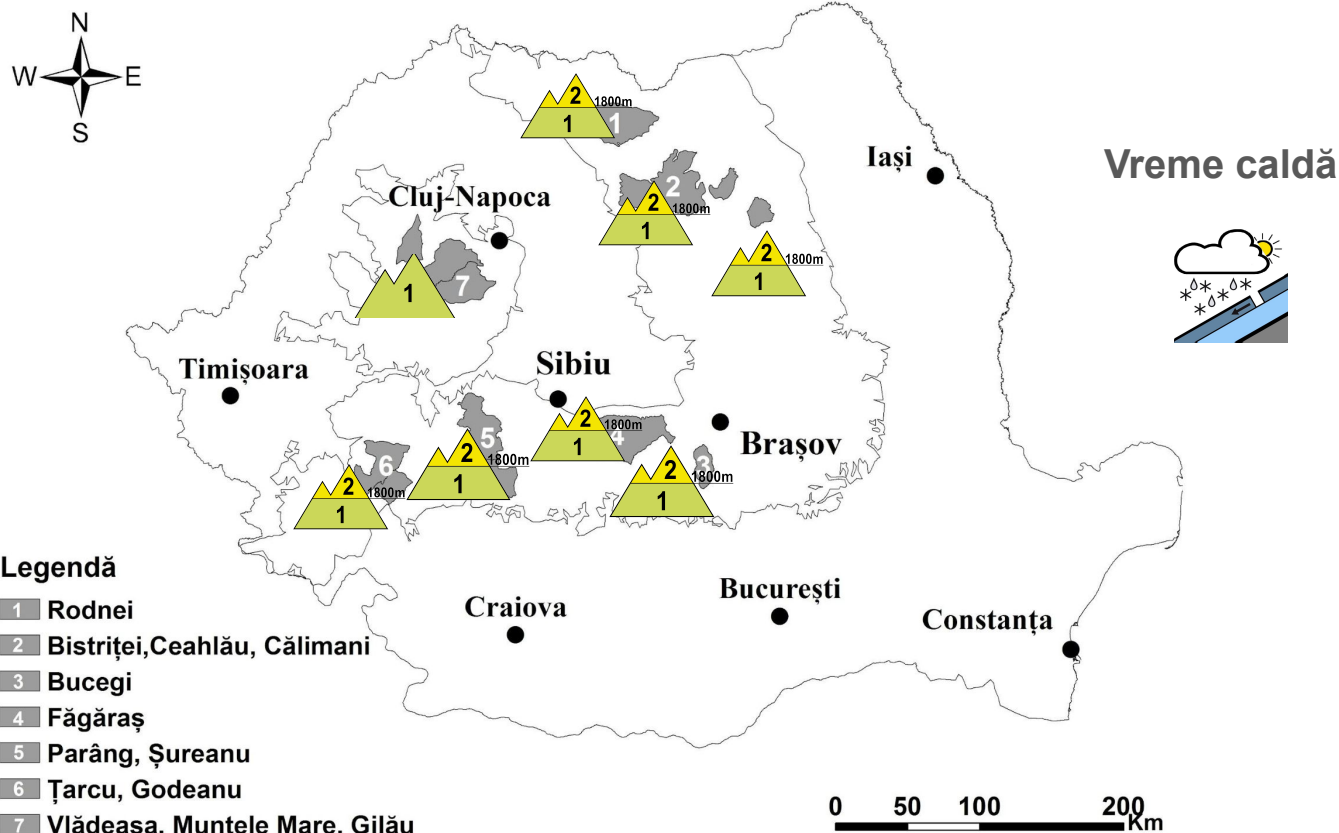 N
W E
S
2
1800m
1
1
Iași
Vreme caldă
Cluj-Napoca
2
2
1800m
1
2
1800m
1
7
1
Timișoara
Sibiu
2
1800m
4
1
Brașov
5
2
1800m
1
3
2
1800m
1
6
2
1800m
1
Legendă
1 Rodnei
2 Bistriței,Ceahlău, Călimani
3 Bucegi
4 Făgăraș
5 Parâng, Șureanu
6 Țarcu, Godeanu
7 Vlădeasa, Muntele Mare, Gilău
Craiova
București
Constanța
0 50 100 200
Km